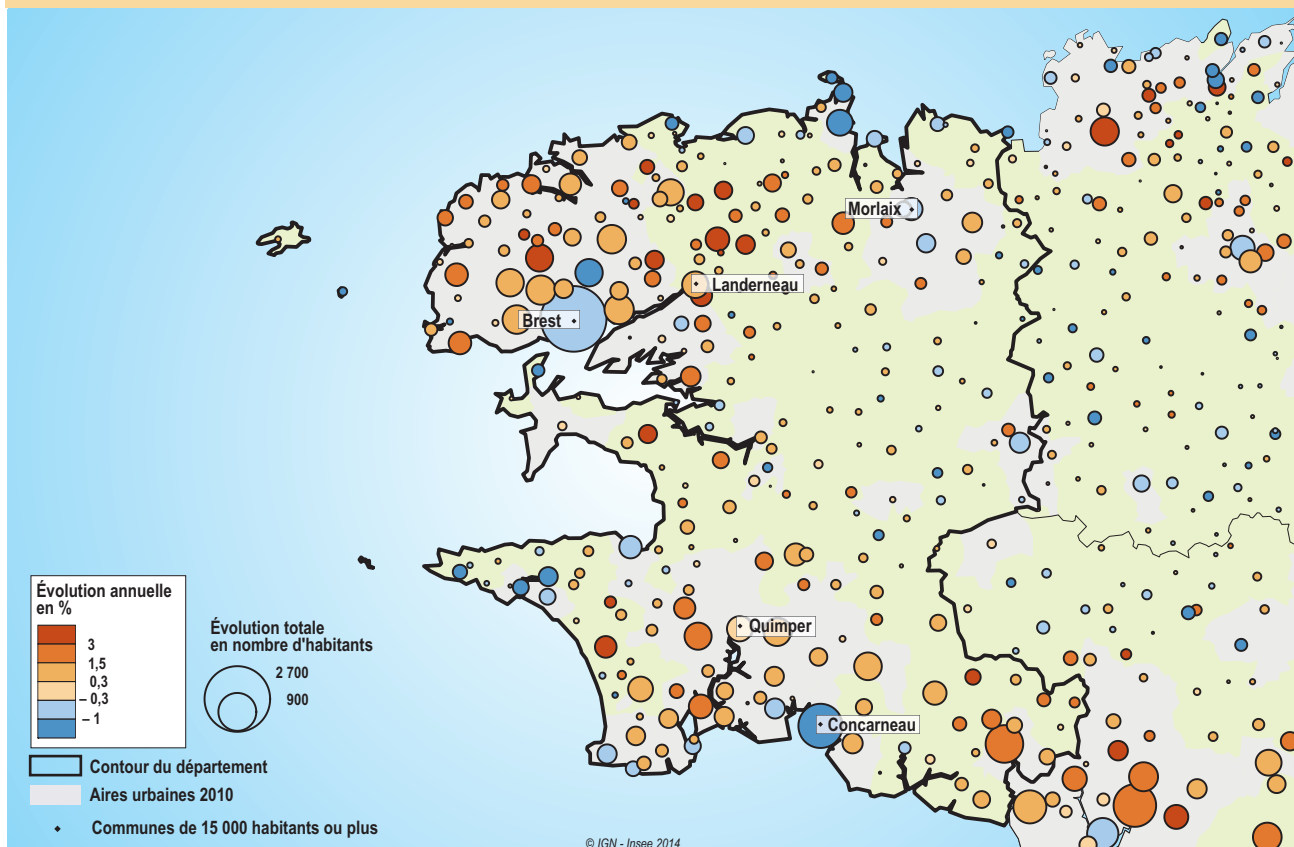 Morlaix
Landerneau
Brest
Quimper
Concarneau
Évolution annuelle
en %
3
1,5
0,3
– 0,3
– 1
Évolution totale
en nombre d'habitants
2 700
900
Contour du département
Aires urbaines 2010
Communes de 15 000 habitants ou plus
© IGN - Insee 2014